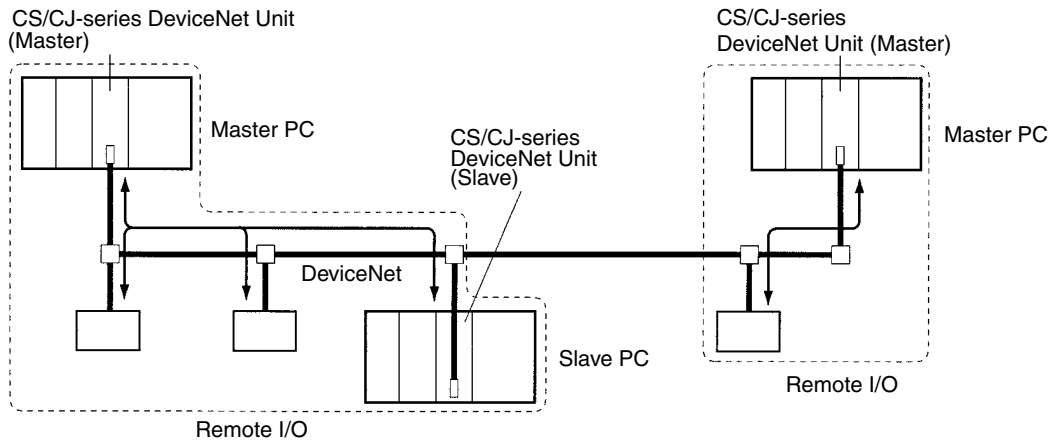 CS/CJ-series DeviceNet Unit
(Master)
Master PC
CS/CJ-series
DeviceNet Unit
(Slave)
DeviceNet
Slave PC
Remote I/O
CS/CJ-series
DeviceNet Unit (Master)
Master PC
Remote I/O